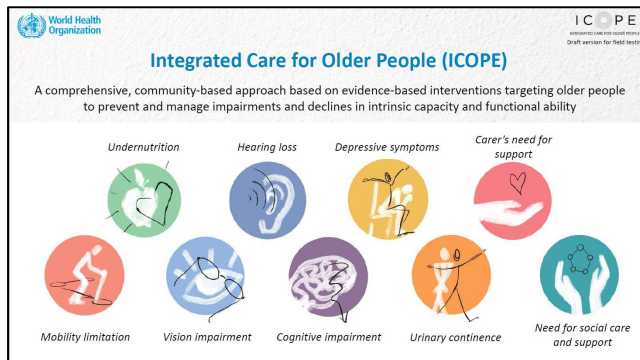 World Health
Organization
ICOPE
INTEGRATED CARE FOR OLDER PEOPLE
Draft version for field testing
Integrated Care for Older People (ICOPE)
A comprehensive, community-based approach based on evidence-based interventions targeting older people
to prevent and manage impairments and declines in intrinsic capacity and functional ability
Undernutrition
Hearing loss
Depressive symptoms
Carer's need for
support
Mobility limitation
Vision impairment
Cognitive impairment
Urinary continence
Need for social care
and support